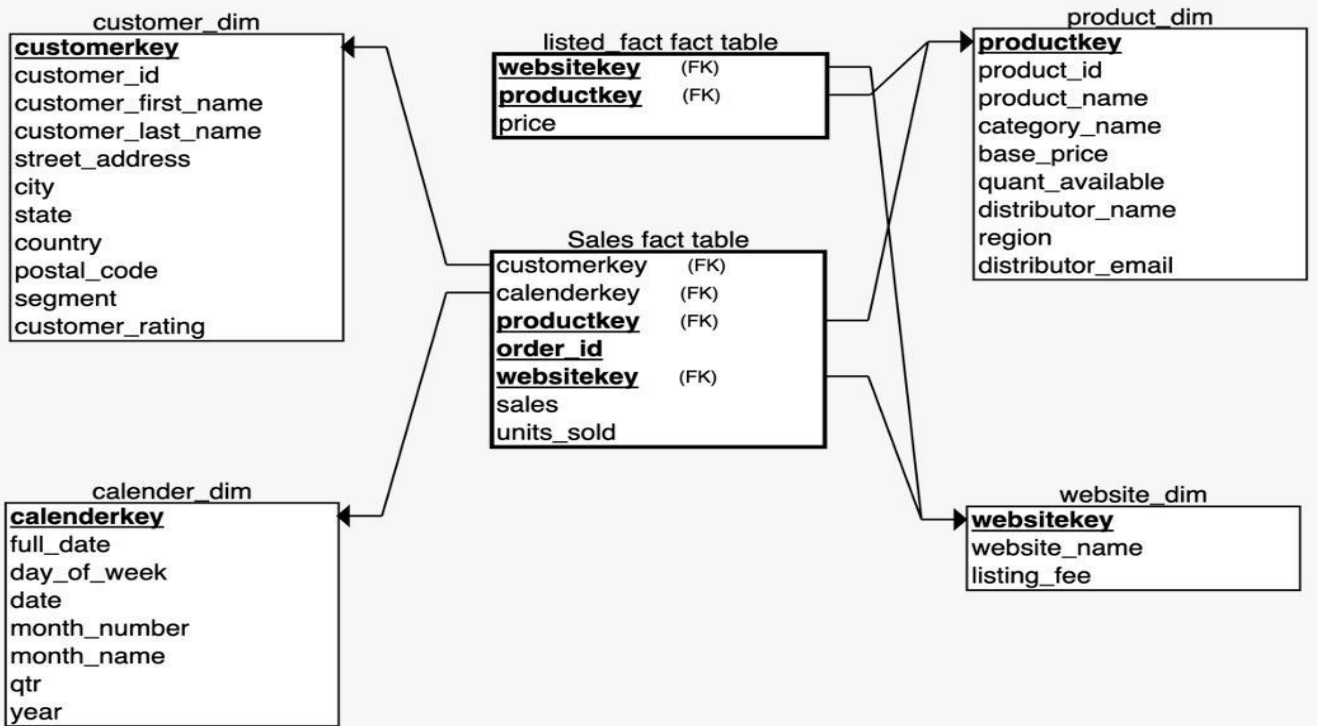 customer_dim
customerkey
customer_id
customer_first_name
customer_last_name
street_address
city
state
country
postal_code
segment
customer_rating
listed_fact fact table
websitekey (FK)
productkey (FK)
price
product_dim
productkey
product_id
product_name
category_name
base_price
quant_available
distributor_name
region
distributor_email
Sales fact table
customerkey (FK)
calenderkey (FK)
productkey (FK)
order_id
websitekey (FK)
sales
units_sold
calender_dim
calenderkey
full_date
day_of_week
date
month_number
month_name
qtr
year
website_dim
websitekey
website_name
listing_fee